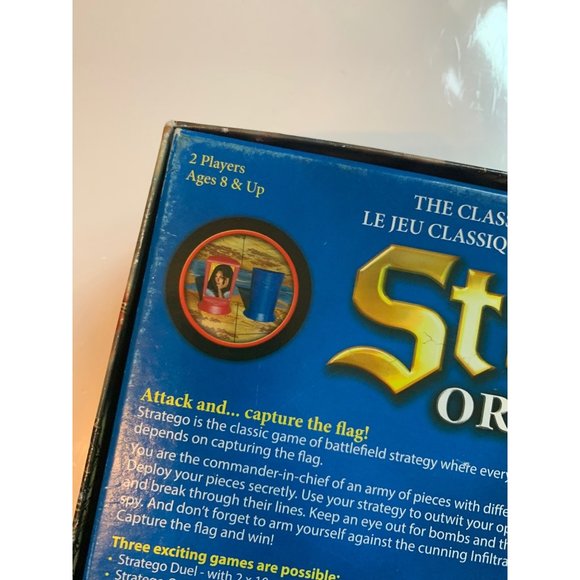 2 Players
Ages 8 & Up
THE CLAS
LE JEU CLASSIQ
St
OR
Attack and... capture the flag!
Stratego is the classic game of battlefield strategy where every
depends on capturing the flag.
You are the commander-in-chief of an army of pieces with diffe
Deploy your pieces secretly. Use your strategy to outwit your op
and break through their lines. Keep an eye out for bombs and th
spy. And don't forget to arm yourself against the cunning Infiltra
Capture the flag and win!
Three exciting games are possible:
• Stratego Duel - with 2 x 10